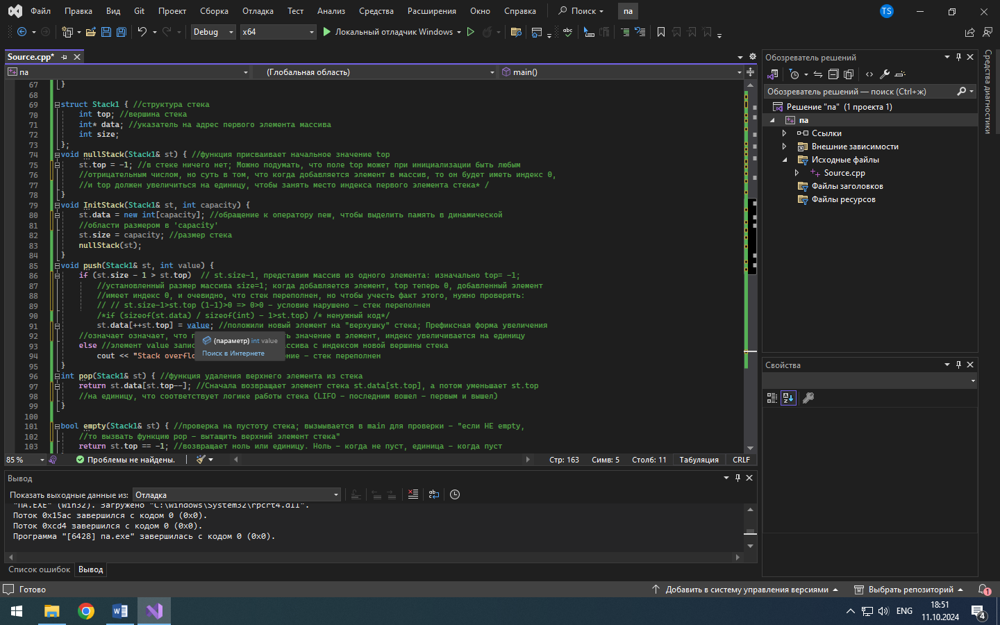 Файл Правка Вид Git Проект Сборка Отладка Тест Анализ Средства Расширения Окно Справка Поиск па TS
Debug x64 Локальный отладчик Windows
Source.cpp*
па (Глобальная область) main()
67 }
68
69 struct Stack1 { //структура стека
70 int top; //вершина стека
71 int* data; //указатель на адрес первого элемента массива
72 int size;
73 };
74 void nullStack(Stack1& st) { //функция присваивает начальное значение top
75 st.top = -1; //в стеке ничего нет; Можно подумать, что поле top может при инициализации быть любым
76 //отрицательным числом, но суть в том, что когда добавляется элемент в массив, то он будет иметь индекс 0,
77 //и top должен увеличиться на единицу, чтобы занять место индекса первого элемента стека* /
78 }
79 void InitStack(Stack1& st, int capacity) {
80 st.data = new int[capacity]; //обращение к оператору new, чтобы выделить память в динамической
81 //области размером в 'capacity'
82 st.size = capacity; //размер стека
83 nullStack(st);
84 }
85 void push(Stack1& st, int value) {
86 if (st.size - 1 > st.top) // st.size-1, представим массив из одного элемента: изначально top= -1;
87 //установленный размер массива size=1; когда добавляется элемент, top теперь 0, добавленный элемент
88 //имеет индекс 0, и очевидно, что стек переполнен, но чтобы учесть факт этого, нужно проверять:
89 // // st.size-1>st.top (1-1)>0 => 0>0 - условие нарушено - стек переполнен
90 /*if (sizeof(st.data) / sizeof(int) - 1>st.top) /* ненужный код*/
91 st.data[++st.top] = value; //положили новый элемент на "верхушку" стека; Префиксная форма увеличения
92 //означает означает, что п ть значение в элемент, индекс увеличивается на единицу
93 else //элемент value запис ассива с индексом новой вершины стека
94 cout << "Stack overflo ние - стек переполнен
95 }
(параметр) int value
Поиск в Интернете
96 int pop(Stack1& st) { //функция удаления верхнего элемента из стека
97 return st.data[st.top--]; //Сначала возвращает элемент стека st.data[st.top], а потом уменьшает st.top
98 //на единицу, что соответствует логике работы стека (LIFO - последним вошел - первым и вышел)
99 }
100
101 bool empty(Stack1& st) { //проверка на пустоту стека; вызыывается в main для проверки - "если НЕ empty,
102 //то вызвать функцию pop - вытащить верхний элемент стека"
103 return st.top == -1; //возвращает ноль или единицу. Ноль - когда не пуст, единица - когда пуст
85 % Проблемы не найдены. Стр: 163 Симв: 5 Столб: 11 Табуляция CRLF
Вывод
Показать выходные данные из: Отладка
"ПА.EXE" (Win32). Загружено "C:\Windows\System32\rpcrt4.dll".
Поток 0x15ac завершился с кодом 0 (0x0).
Поток 0xcd4 завершился с кодом 0 (0x0).
Программа "[6428] па.exe" завершилась с кодом 0 (0x0).
Список ошибок Вывод
Обозреватель решений
Обозреватель решений — поиск (Ctrl+ж)
Решение "па" (1 проекта 1)
па
Ссылки
Внешние зависимости
Исходные файлы
Source.cpp
Файлы заголовков
Файлы ресурсов
Свойства
Средства диагностики
Готово Добавить в систему управления версиями Выбрать репозиторий 1
ENG 18:51
11.10.2024 4